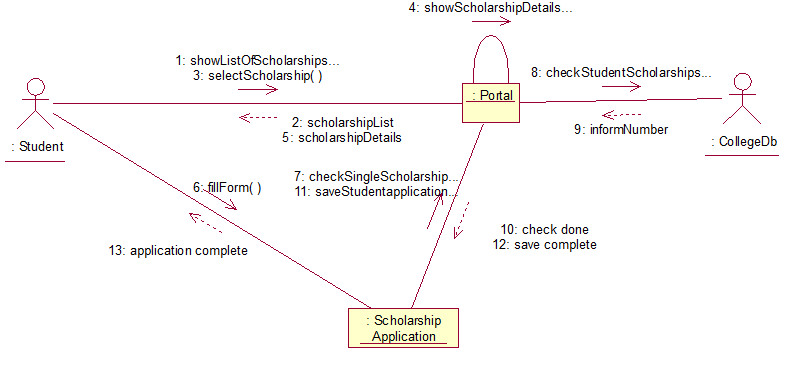 4: showScholarshipDetails...
1: showListOfScholarships...
3: selectScholarship( )
8: checkStudentScholarships...
: Portal
2: scholarshipList
5: scholarshipDetails
9: informNumber
: Student
: CollegeDb
7: checkSingleScholarship...
6: fillForm( )
11: saveStudentapplication...
10: check done
12: save complete
13: application complete
: Scholarship
Application